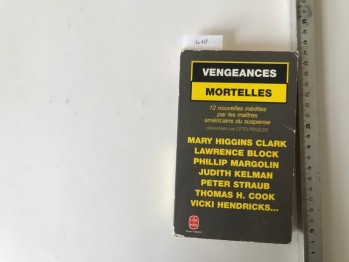 VENGEANCES
MORTELLES
12 nouvelles inédites
par les maîtres
américains du suspense
MARY HIGGINS CLARK
LAWRENCE BLOCK
PHILLIP MARGOLIN
JUDITH KELMAN
PETER STRAUB
THOMAS H. COOK
VICKI HENDRICKS...